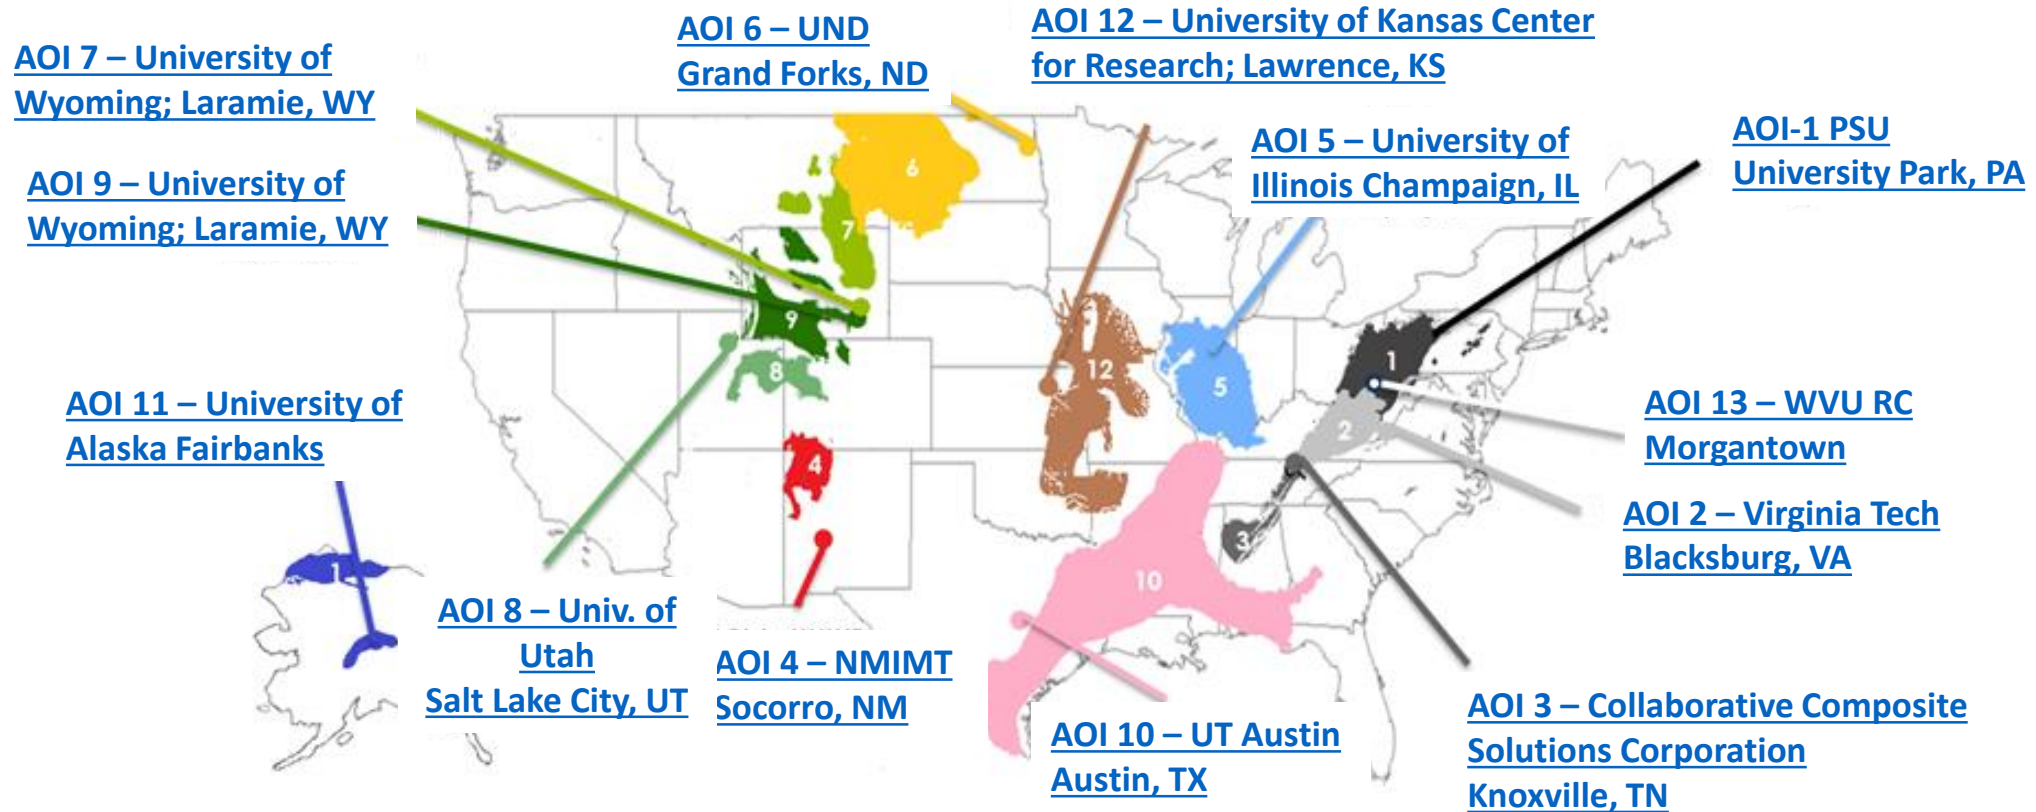 AOI 7 – University of
Wyoming; Laramie, WY
AOI 6 – UND
Grand Forks, ND
AOI 12 – University of Kansas Center
for Research; Lawrence, KS
AOI 5 – University of
Illinois Champaign, IL
AOI-1 PSU
University Park, PA
AOI 9 – University of
Wyoming; Laramie, WY
AOI 11 – University of
Alaska Fairbanks
AOI 13 – WVU RC
Morgantown
AOI 2 – Virginia Tech
Blacksburg, VA
AOI 8 – Univ. of
Utah
Salt Lake City, UT
AOI 4 – NMIMT
Socorro, NM
AOI 10 – UT Austin
Austin, TX
AOI 3 – Collaborative Composite
Solutions Corporation
Knoxville, TN
6
7
9
8
12
5
1
2
4
3
10
1